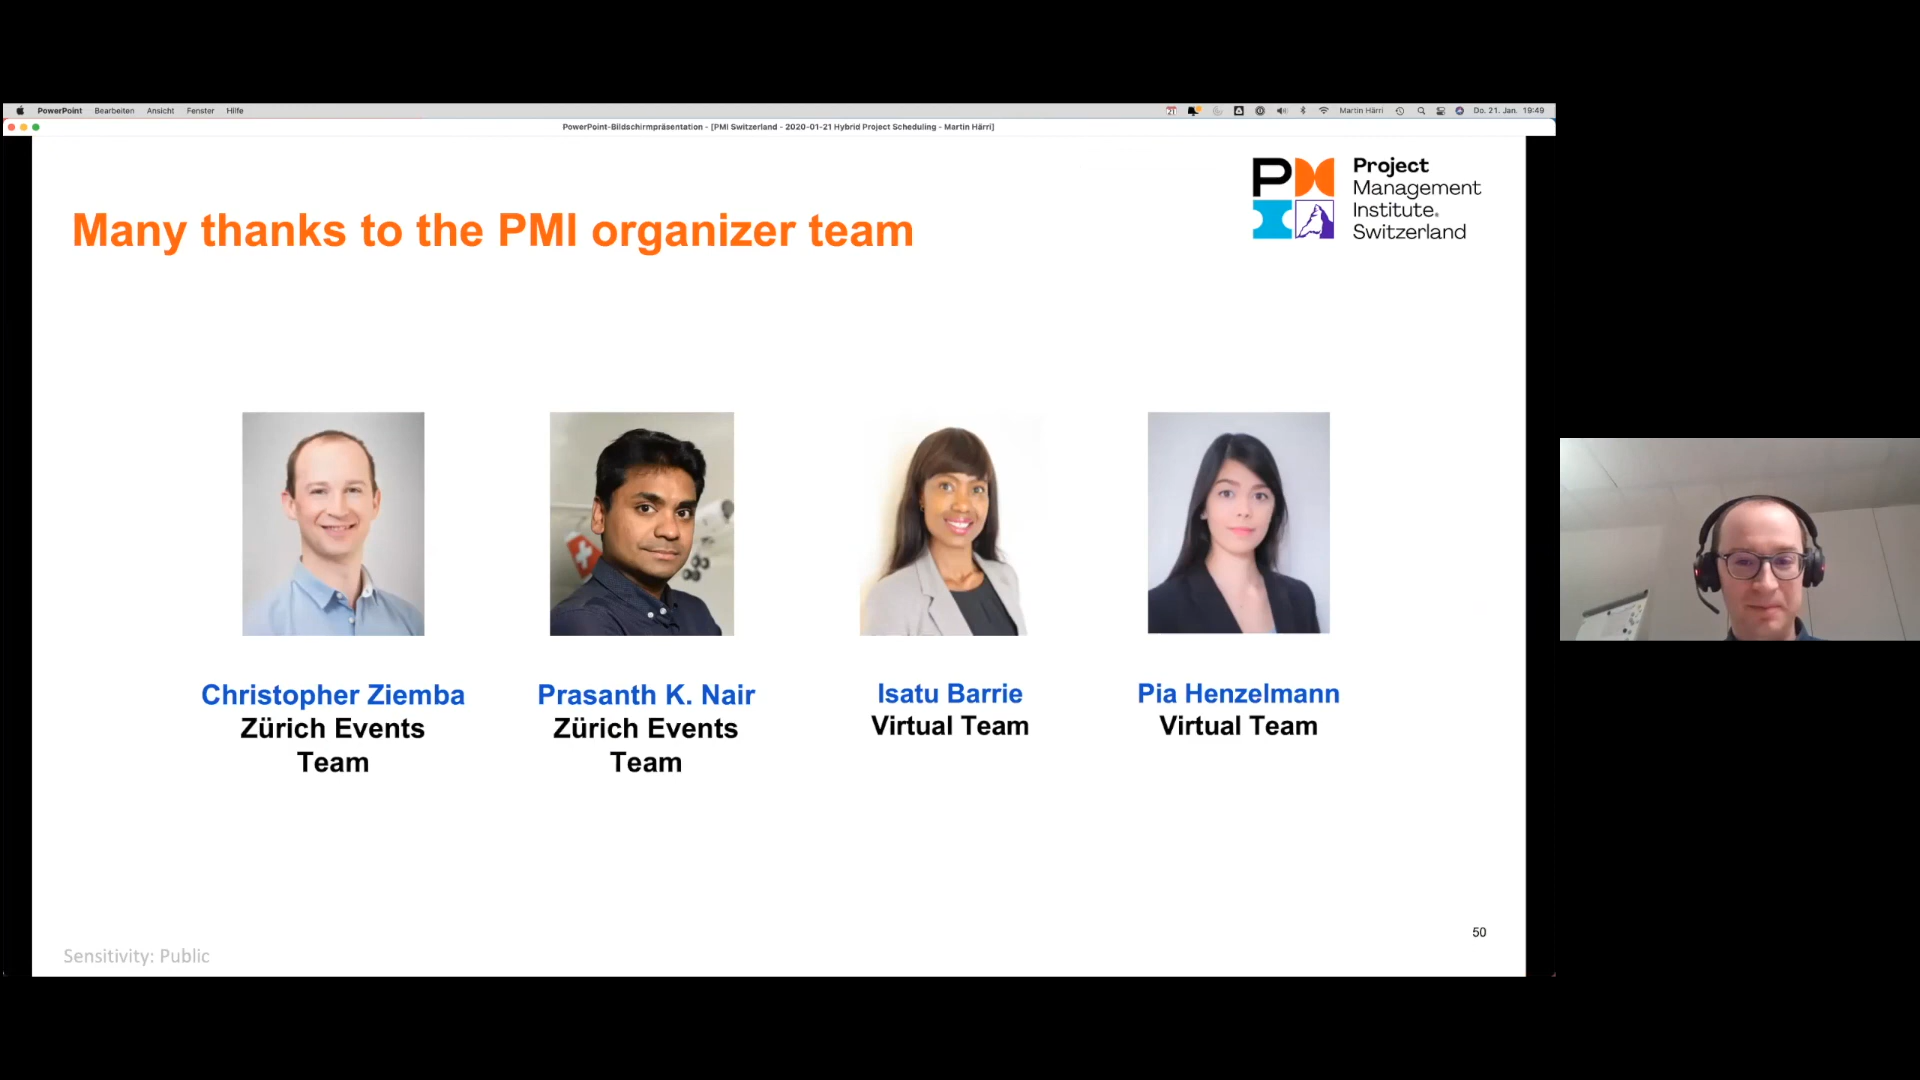 PowerPoint Bearbeiten Ansicht Fenster Hilfe
Martin Härri Do. 21. Jan. 19:49
PowerPoint-Bildschirmpräsentation - [PMI Switzerland - 2020-01-21 Hybrid Project Scheduling - Martin Härri]
Project
Management
Institute.
Switzerland
Many thanks to the PMI organizer team
Christopher Ziemba
Zürich Events
Team
Prasanth K. Nair
Zürich Events
Team
Isatu Barrie
Virtual Team
Pia Henzelmann
Virtual Team
50
Sensitivity: Public